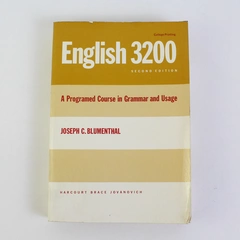 English 3200
SECOND EDITION
A Programed Course in Grammar and Usage
JOSEPH C. BLUMENTHAL
HARCOURT BRACE JOVANOVICH